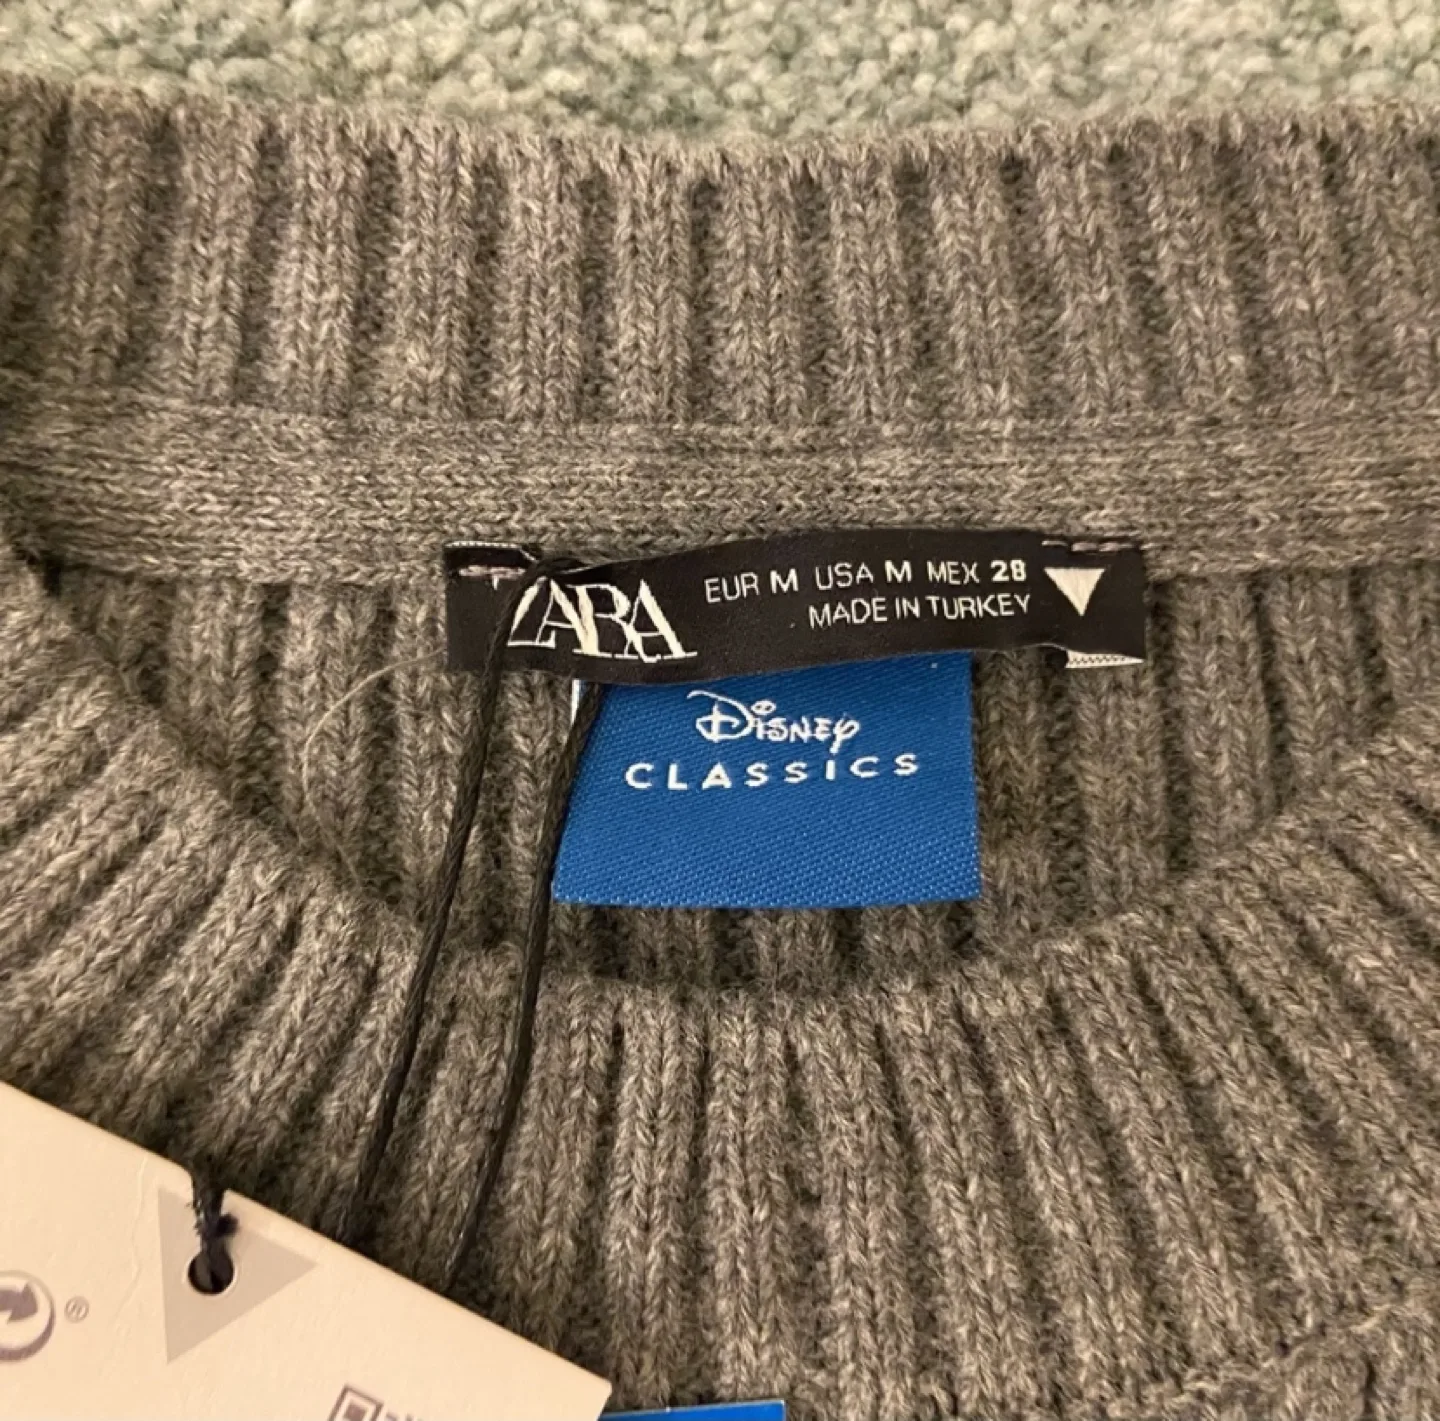 ZARA
EUR M USA M MEX 28
MADE IN TURKEY
Disney
CLASSICS
®